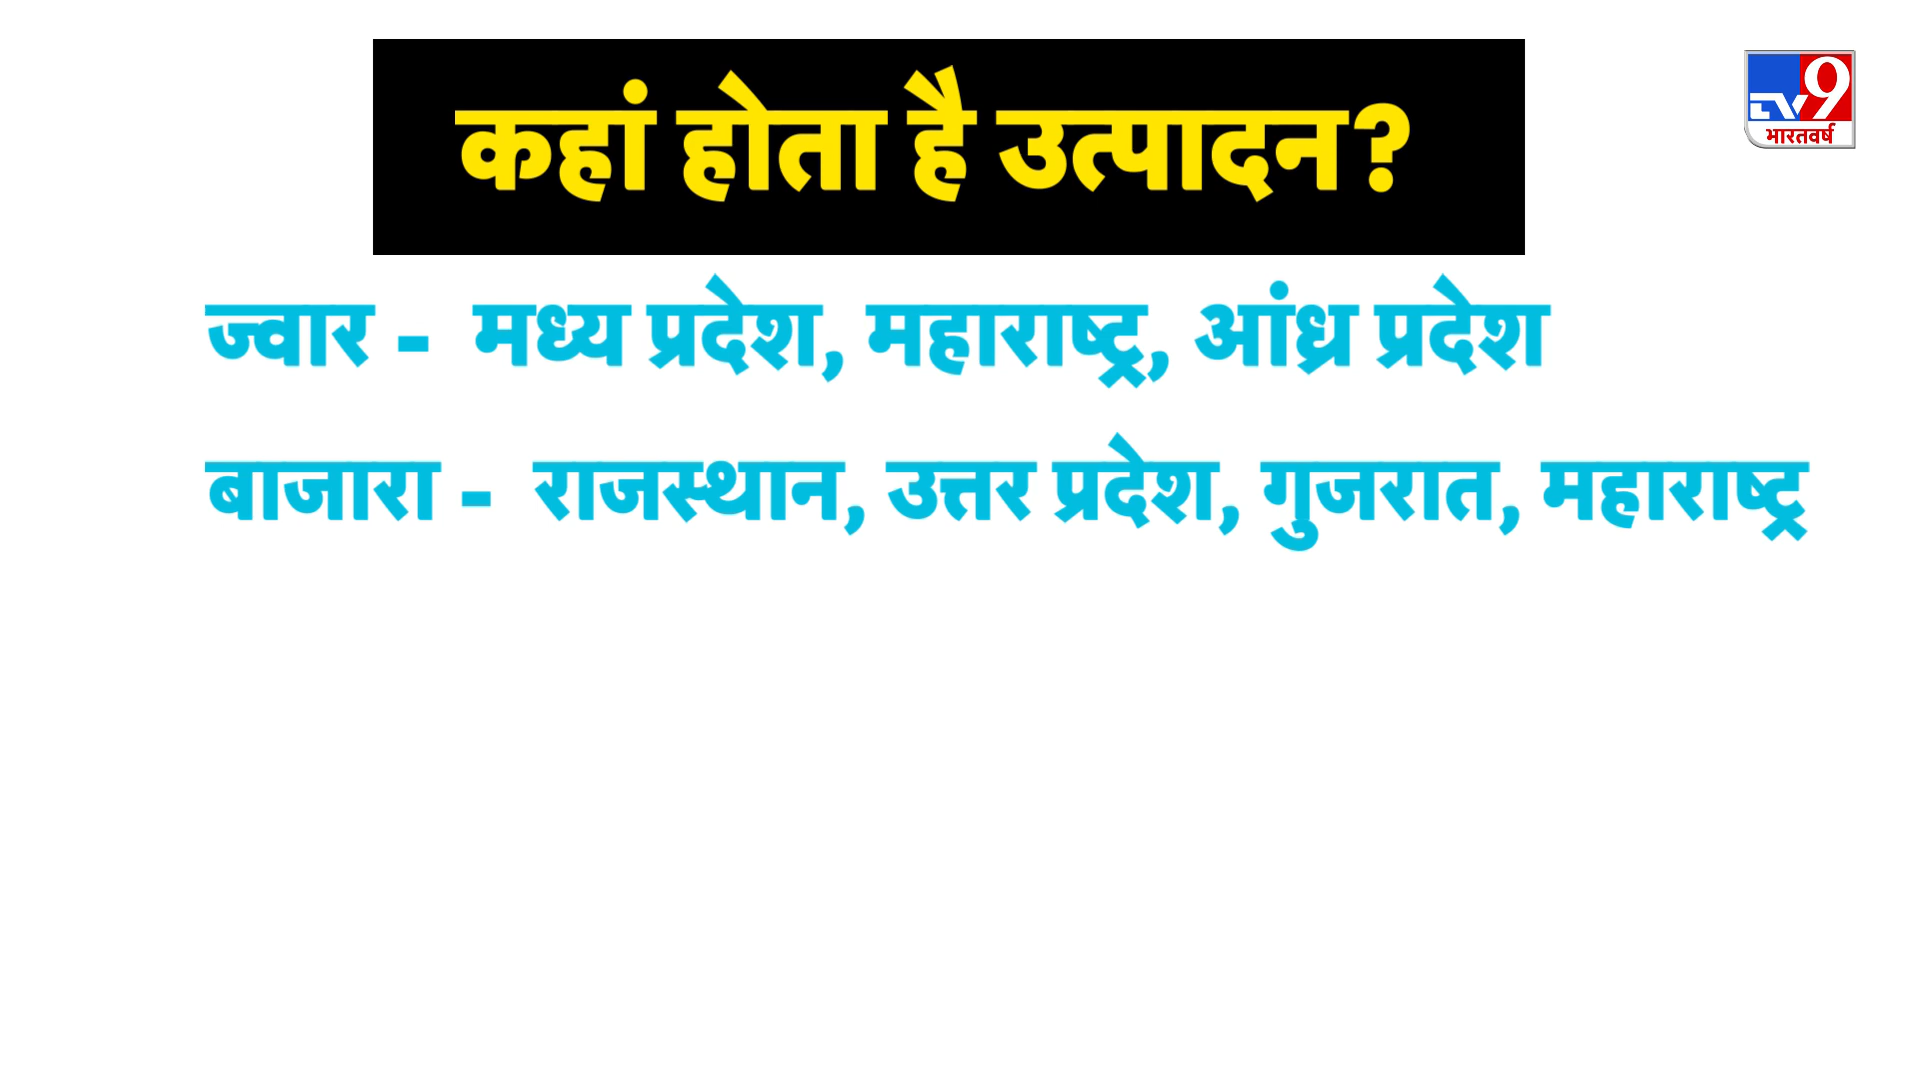 कहां होता है उत्पादन?
TV9
भारतवर्ष
ज्वार - मध्य प्रदेश, महाराष्ट्र, आंध्र प्रदेश
बाजारा - राजस्थान, उत्तर प्रदेश, गुजरात, महाराष्ट्र